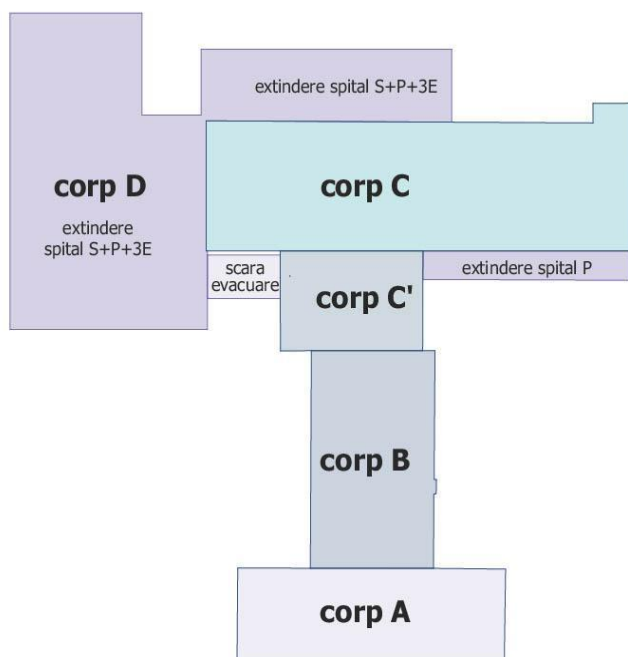 extindere spital S+P+3E
corp D
corp C
extindere
spital S+P+3E
scara
evacuare
extindere spital P
corp C'
corp B
corp A